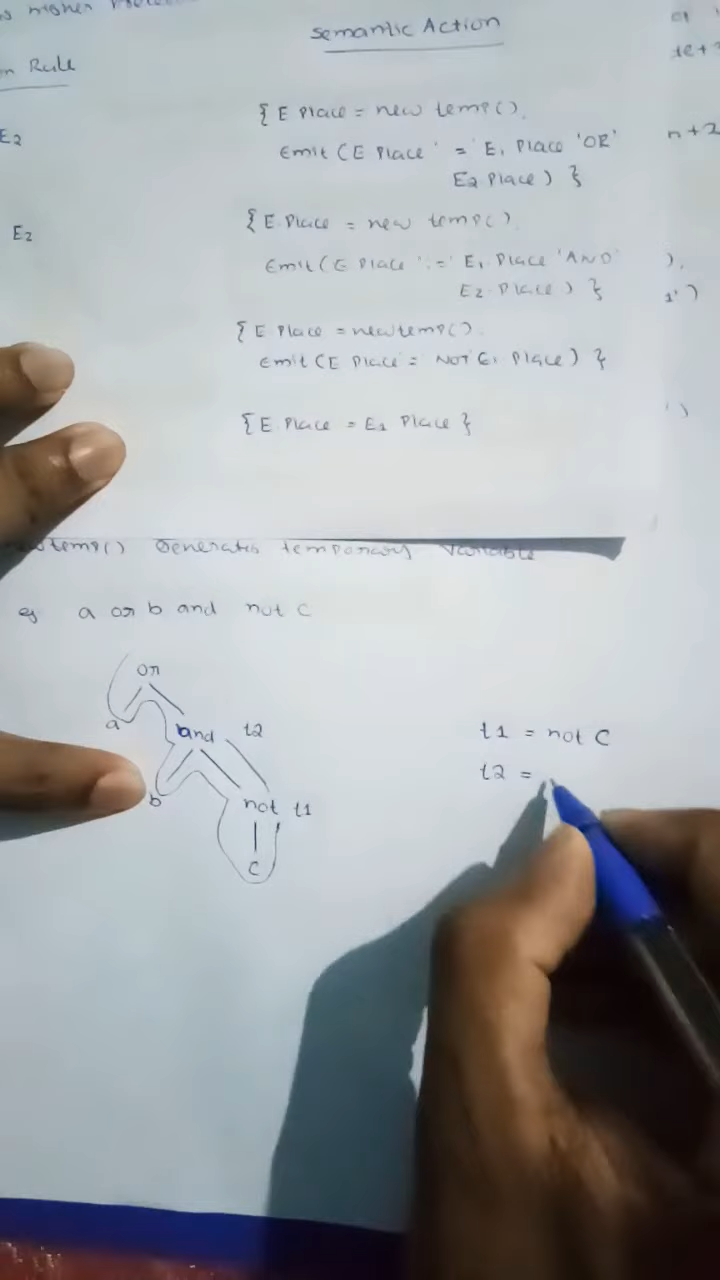 Semantic Action
n Rule
{ E Place = new temp().
E2
Emit (E Place ' = ' E1 Place 'OR'
n+2
E2 Place) }
{ E Place = new temp()
E2
Emit (E Place ' := ' E1 Place 'AND'
),
E2. Place) }
1')
{ E Place = newtemp().
Emit (E Place = NOT E1 Place) }
')
{ E Place = E1 Place }
temp() Generates temporary variable
eg a or b and not c
or
a
and t2
t1 = not C
t2 =
b
not t1
c